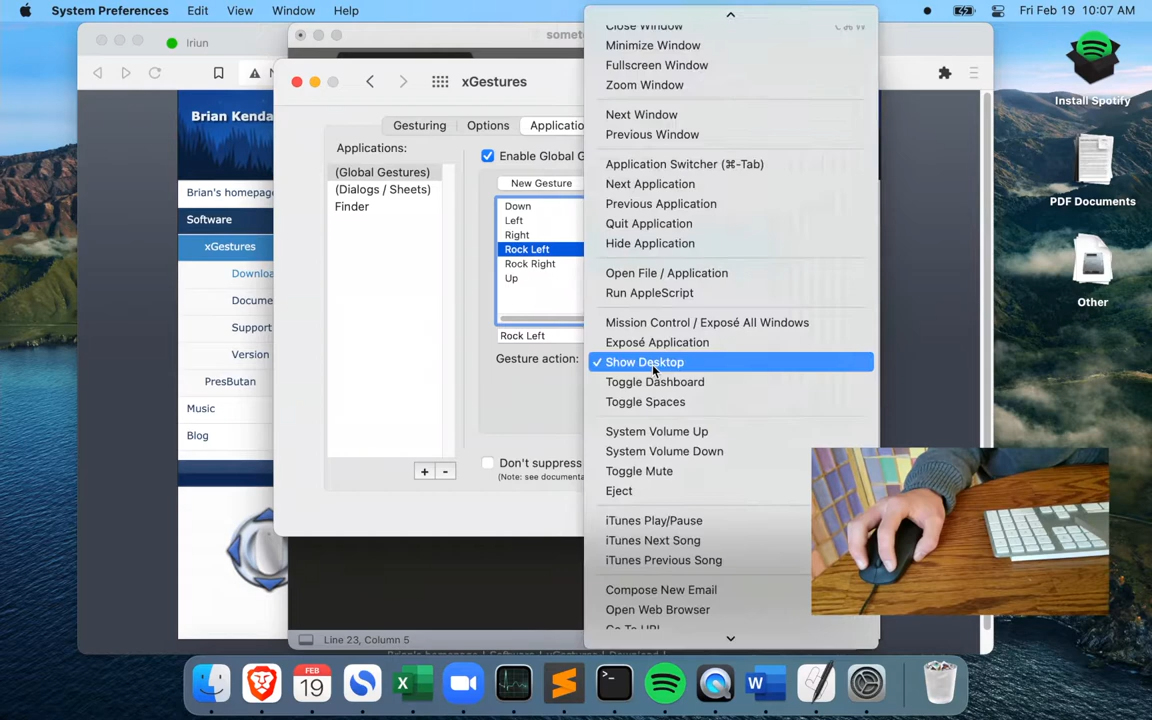 System Preferences Edit View Window Help
Fri Feb 19 10:07 AM
Iriun
somet
N
Brian Kenda
Brian's homepag
Software
xGestures
Downloa
Docume
Support
Version
PresButan
Music
Blog
xGestures
Gesturing Options Applicatio
Applications:
(Global Gestures)
(Dialogs / Sheets)
Finder
+ -
Enable Global G
New Gesture
Down
Left
Right
Rock Left
Rock Right
Up
Rock Left
Gesture action:
Don't suppress
(Note: see documenta
Close Window
Minimize Window
Fullscreen Window
Zoom Window
Next Window
Previous Window
Application Switcher (⌘-Tab)
Next Application
Previous Application
Quit Application
Hide Application
Open File / Application
Run AppleScript
Mission Control / Exposé All Windows
Exposé Application
✓ Show Desktop
Toggle Dashboard
Toggle Spaces
System Volume Up
System Volume Down
Toggle Mute
Eject
iTunes Play/Pause
iTunes Next Song
iTunes Previous Song
Compose New Email
Open Web Browser
Go To URL
Line 23, Column 5
Install Spotify
PDF Documents
Other
FEB
19